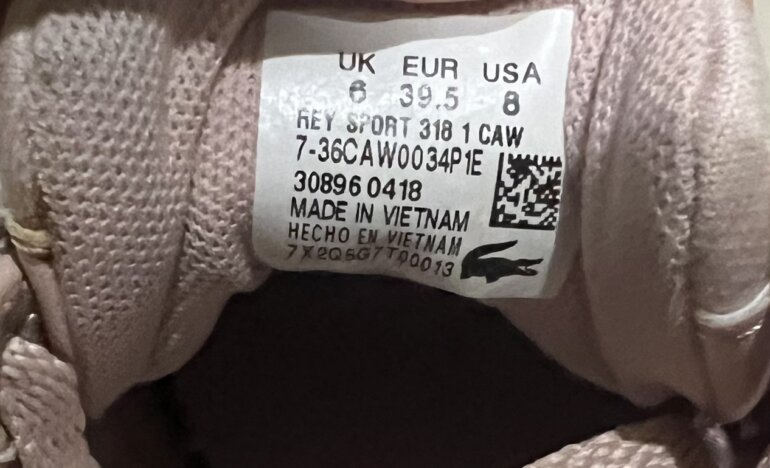 UK EUR USA
6 39.5 8
REY SPORT 318 1 CAW
7-36CAW0034P1E
30896 0418
MADE IN VIETNAM
HECHO EN VIETNAM
7X2Q5G7T00013